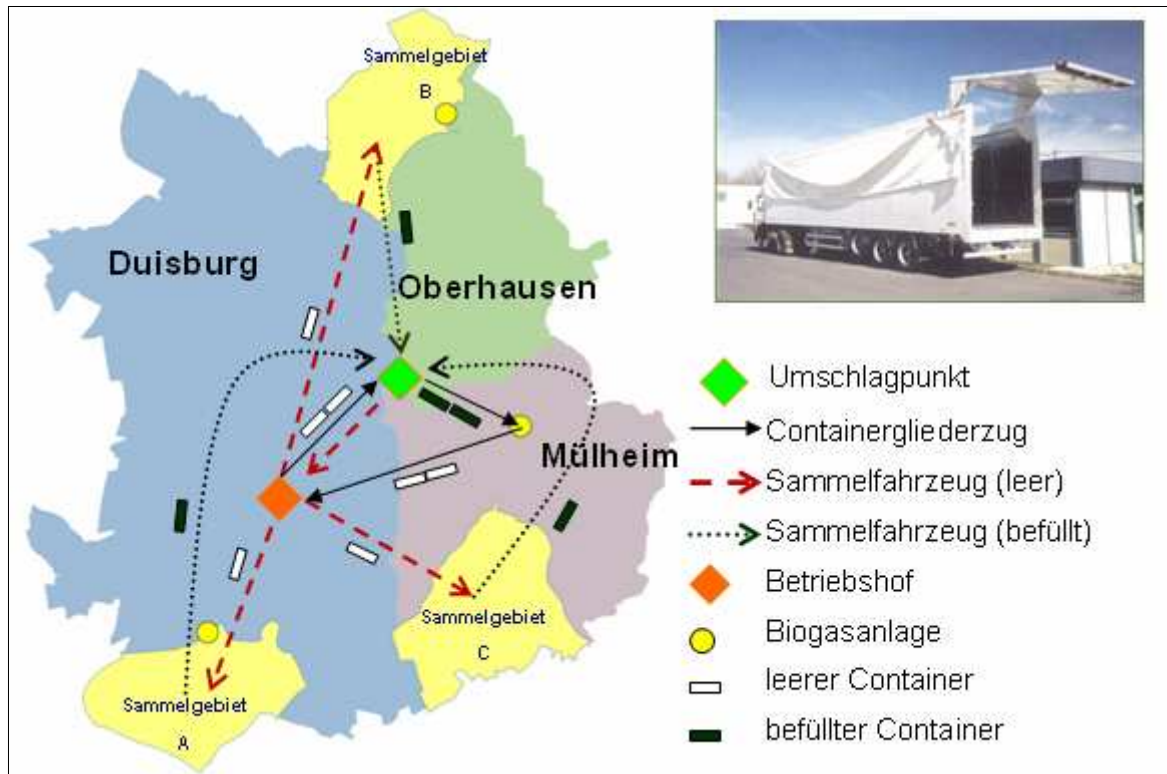 Sammelgebiet
B
Duisburg
Oberhausen
Mülheim
Sammelgebiet
C
Sammelgebiet
A
Umschlagpunkt
Containergliederzug
Sammelfahrzeug (leer)
Sammelfahrzeug (befüllt)
Betriebshof
Biogasanlage
leerer Container
befüllter Container